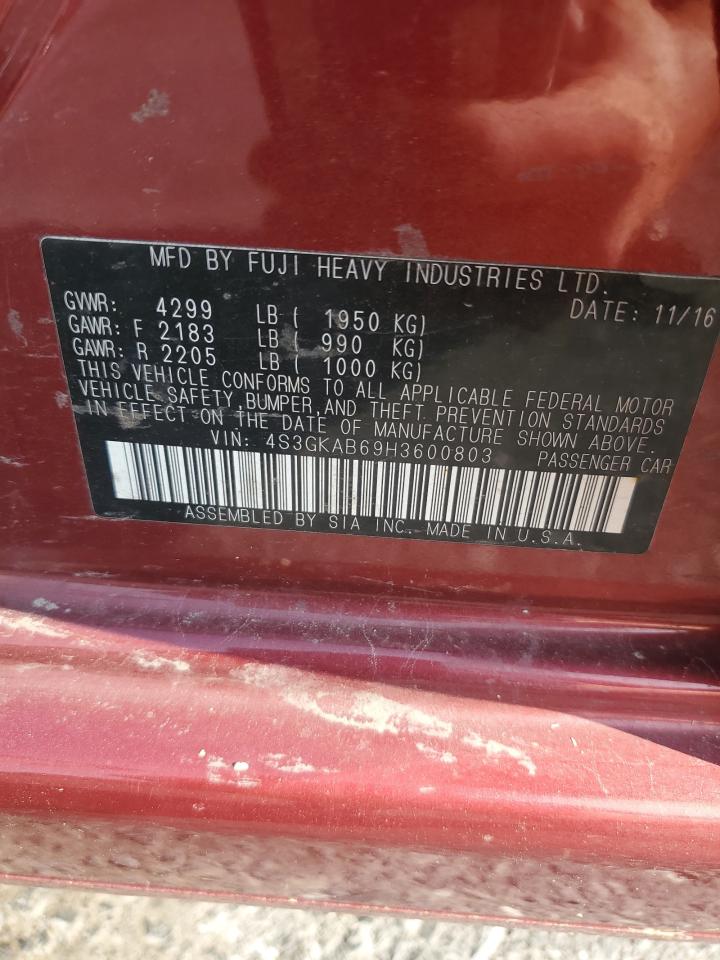 MFD BY FUJI HEAVY INDUSTRIES LTD.
GVWR: 4299 LB ( 1950 KG) DATE: 11/16
GAWR: F 2183 LB ( 990 KG)
GAWR: R 2205 LB ( 1000 KG)
THIS VEHICLE CONFORMS TO ALL APPLICABLE FEDERAL MOTOR
VEHICLE SAFETY,BUMPER,AND THEFT PREVENTION STANDARDS
IN EFFECT ON THE DATE OF MANUFACTURE SHOWN ABOVE.
VIN: 4S3GKAB69H3600803 PASSENGER CAR
ASSEMBLED BY SIA INC. MADE IN U.S.A.